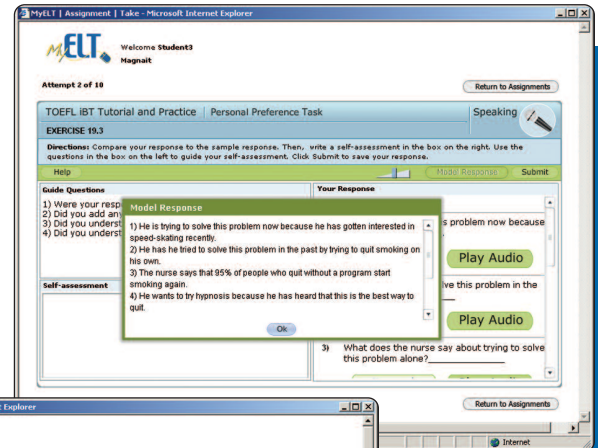 MyELT | Assignment | Take - Microsoft Internet Explorer
MyELT
Welcome Student3
Magnait
Attempt 2 of 10
Return to Assignments
TOEFL iBT Tutorial and Practice | Personal Preference Task
Speaking
EXERCISE 19.3
Directions: Compare your response to the sample response. Then, write a self-assessment in the box on the right. Use the
questions in the box on the left to guide your self-assessment. Click Submit to save your response.
Help
Model Response
Submit
Guide Questions
1) Were your resp
2) Did you add any
3) Did you underst
4) Did you underst
Self-assessment
Your Response
s problem now because
Play Audio
lve this problem in the
Play Audio
3) What does the nurse say about trying to solve
this problem alone?
Model Response
1) He is trying to solve this problem now because he has gotten interested in
speed-skating recently.
2) He has he tried to solve this problem in the past by trying to quit smoking on
his own.
3) The nurse says that 95% of people who quit without a program start
smoking again.
4) He wants to try hypnosis because he has heard that this is the best way to
quit.
Ok
Return to Assignments
t Explorer
Internet